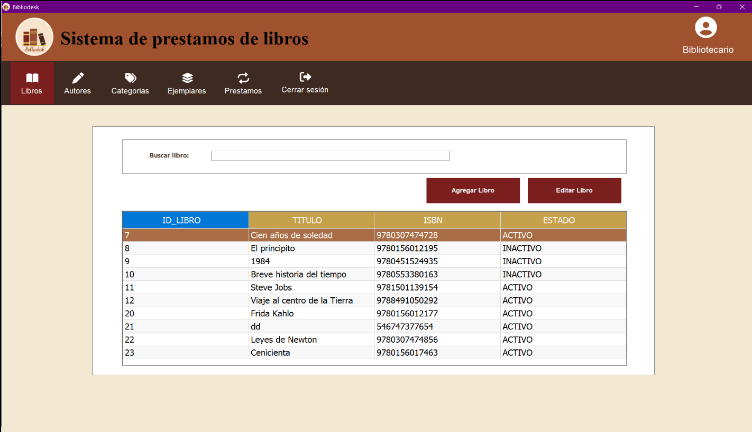 Bibliodesk
Bibliodesk
Sistema de prestamos de libros
Bibliotecario
Libros Autores Categorias Ejemplares Prestamos Cerrar sesión
Buscar libro:
Agregar Libro Editar Libro
ID_LIBRO TITULO ISBN ESTADO
7 Cien años de soledad 9780307474728 ACTIVO
8 El principito 9780156012195 INACTIVO
9 1984 9780451524935 INACTIVO
10 Breve historia del tiempo 9780553380163 INACTIVO
11 Steve Jobs 9781501139154 ACTIVO
12 Viaje al centro de la Tierra 9788491050292 ACTIVO
20 Frida Kahlo 9780156012177 ACTIVO
21 dd 546747377654 ACTIVO
22 Leyes de Newton 9780307474856 ACTIVO
23 Cenicienta 9780156017463 ACTIVO